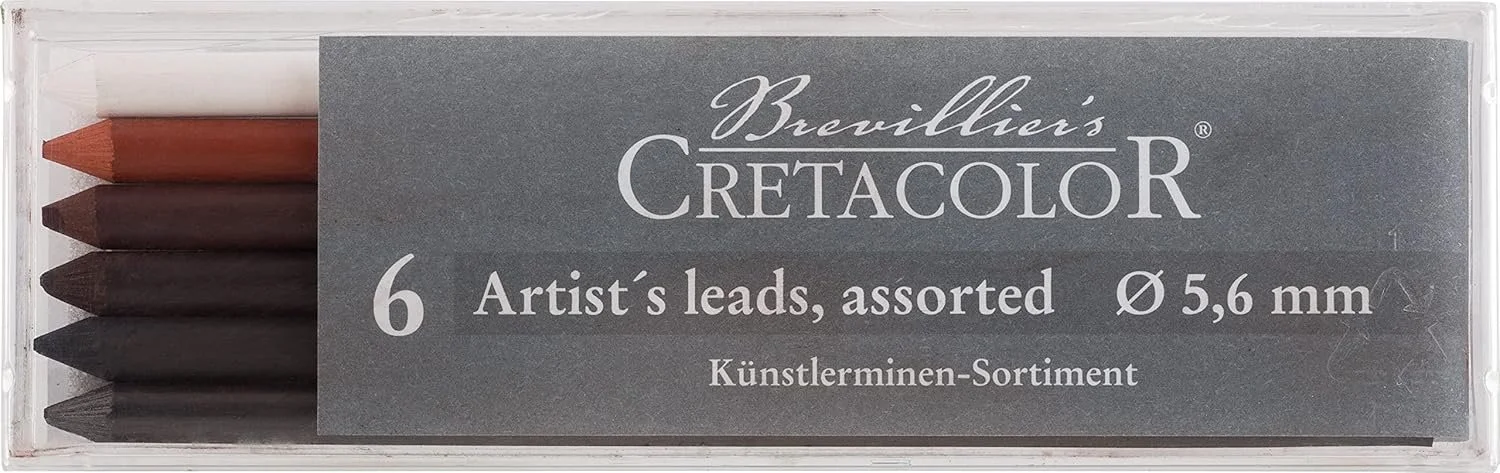 Brevillier's
CRETACOLOR®
6 Artist´s leads, assorted Ø 5,6 mm
Künstlerminen-Sortiment